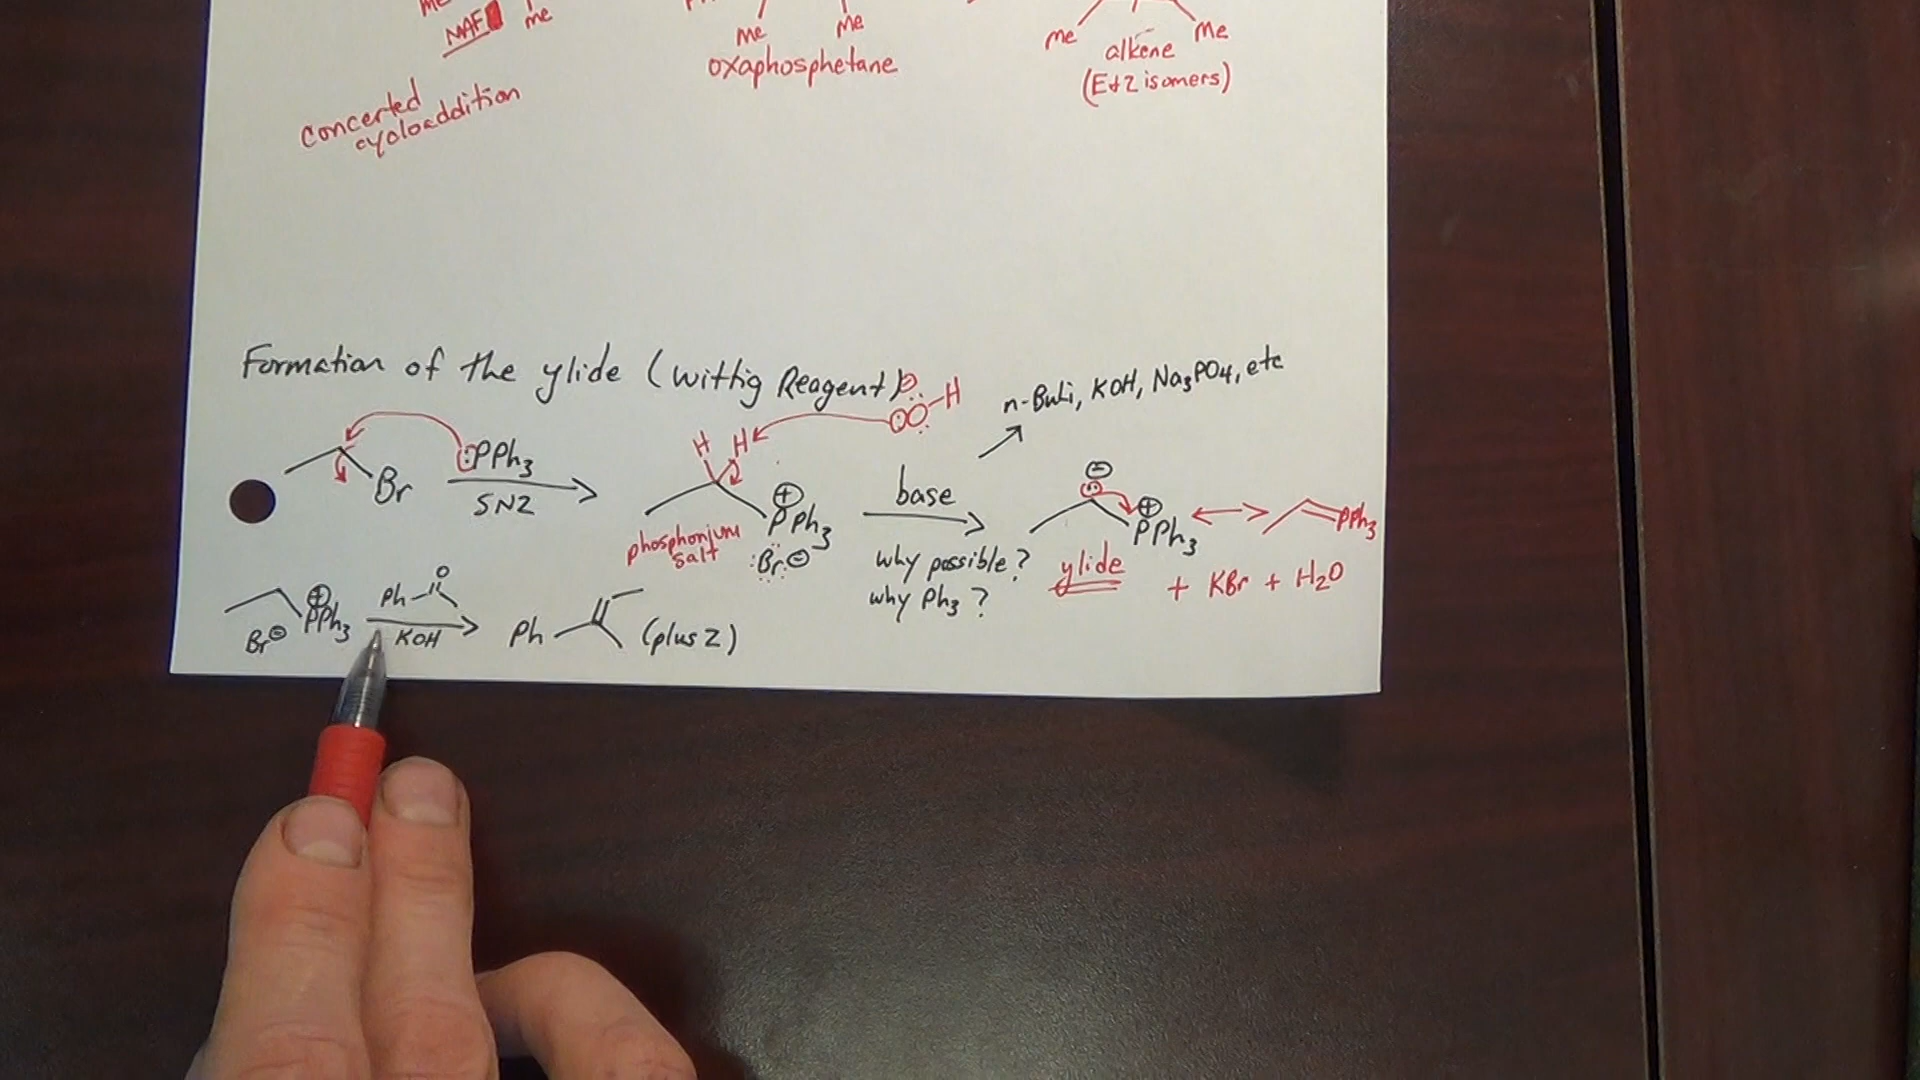 NAF me
me me
oxaphosphetane
me me
alkene
(E+Z isomers)
concerted
cycloaddition
Formation of the ylide (Wittig Reagent)
⊖ :O-H
n-BuLi, KOH, Na3PO4, etc
Br :PPh3
SN2
H H
⊕ PPh3
phosphonium
salt
:Br:⊖
base
why possible?
why Ph3?
⊖ ⊕ PPh3 ↔ PPh3
ylide + KBr + H2O
⊕ PPh3
Br⊖
Ph O
KOH
Ph (plus Z)